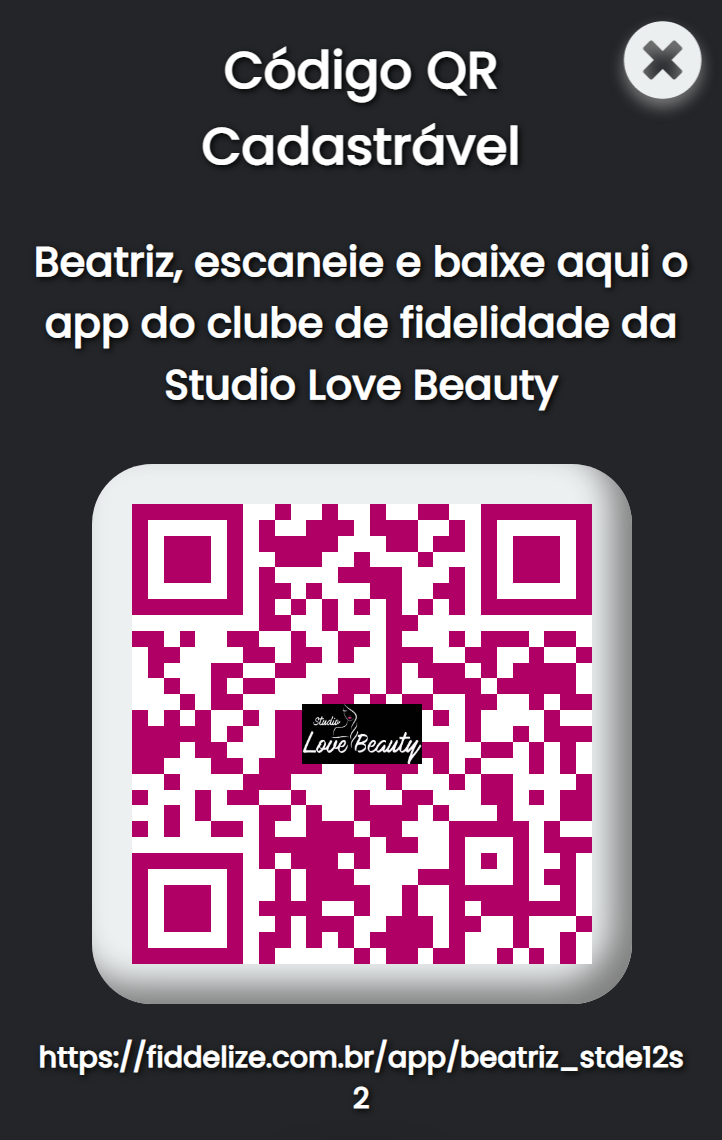 Código QR
Cadastrável
Beatriz, escaneie e baixe aqui o
app do clube de fidelidade da
Studio Love Beauty
Studio
Love Beauty
https://fiddelize.com.br/app/beatriz_stde12s
2